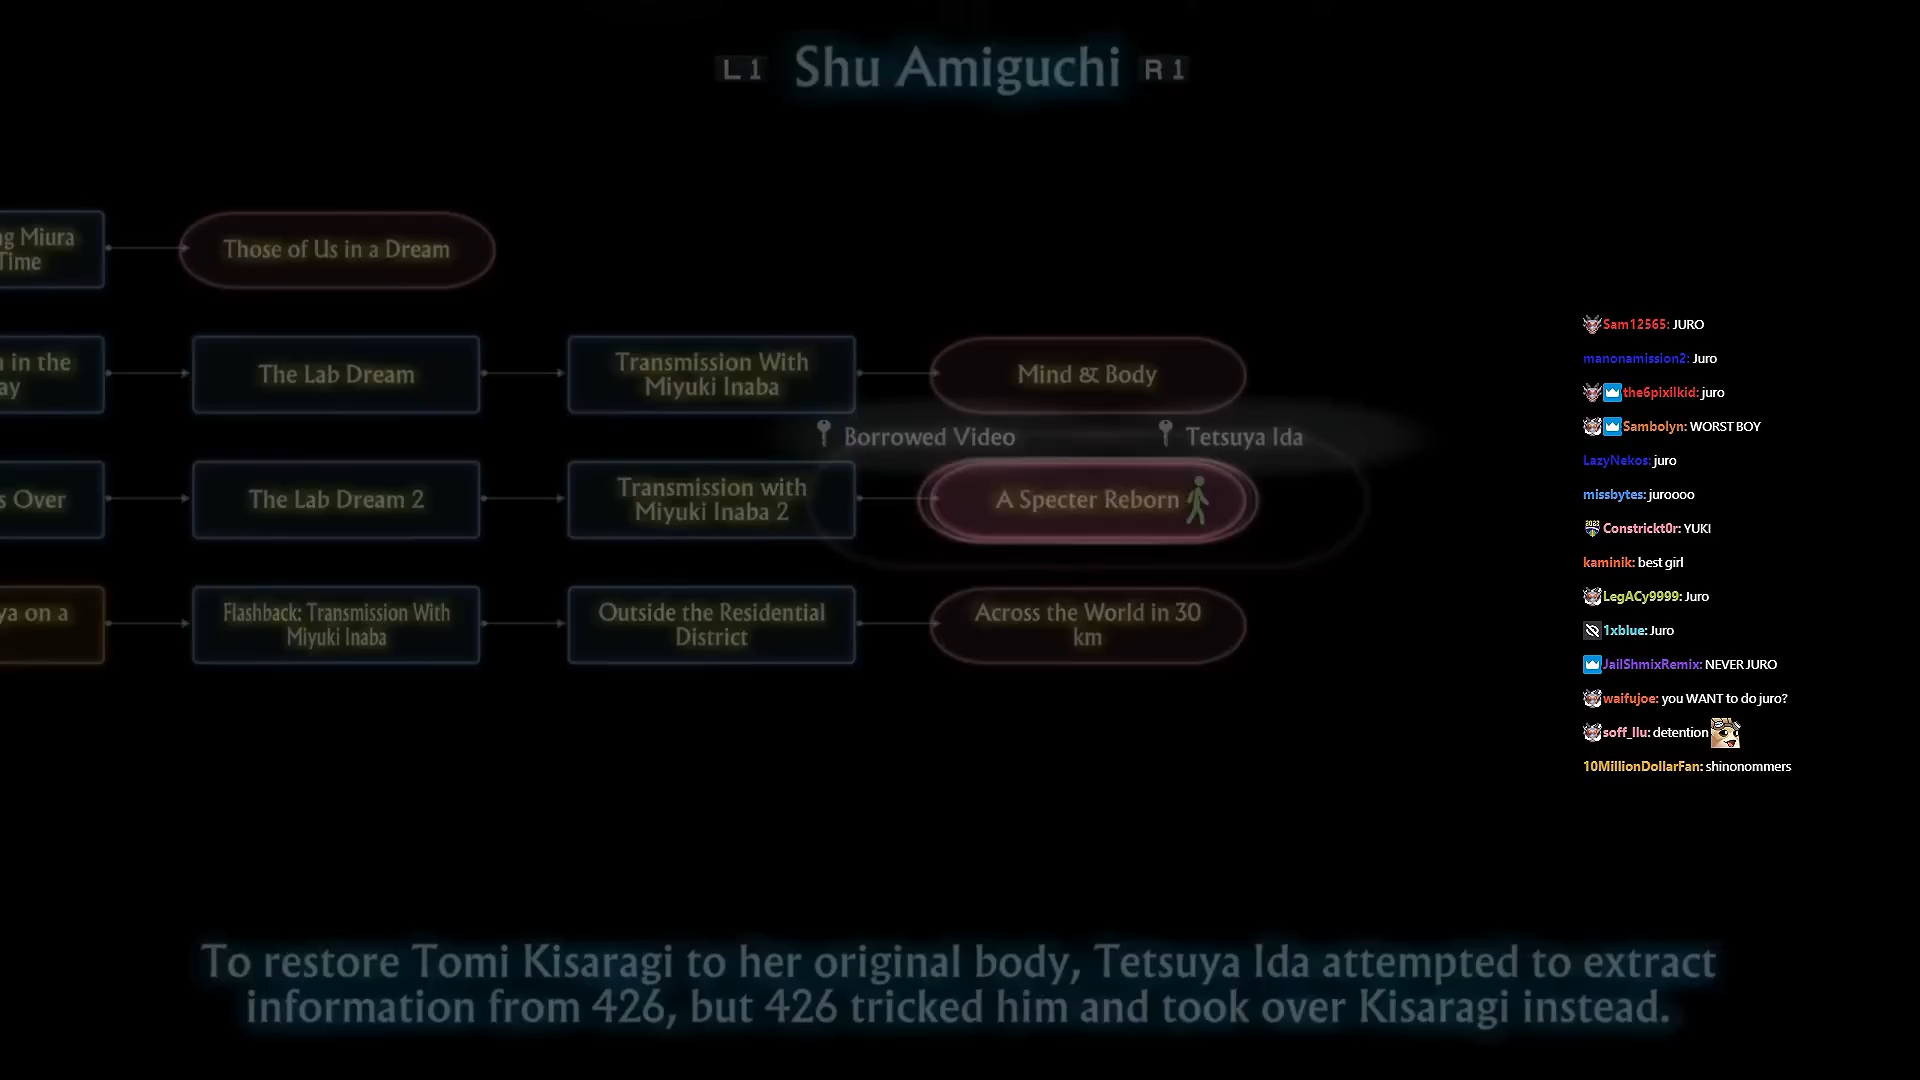 L1 Shu Amiguchi R1
ng Miura
Time
Those of Us in a Dream
n in the
ay
The Lab Dream
Transmission With
Miyuki Inaba
Mind & Body
Borrowed Video
Tetsuya Ida
s Over
The Lab Dream 2
Transmission with
Miyuki Inaba 2
A Specter Reborn
ya on a
Flashback: Transmission With
Miyuki Inaba
Outside the Residential
District
Across the World in 30
km
Sam12565: JURO
manonamission2: Juro
the6pixilkid: juro
Sambolyn: WORST BOY
LazyNekos: juro
missbytes: juroooo
Constrickt0r: YUKI
kaminik: best girl
LegACy9999: Juro
1xblue: Juro
JailShmixRemix: NEVER JURO
waifujoe: you WANT to do juro?
soff_llu: detention
10MillionDollarFan: shinonommers
To restore Tomi Kisaragi to her original body, Tetsuya Ida attempted to extract
information from 426, but 426 tricked him and took over Kisaragi instead.